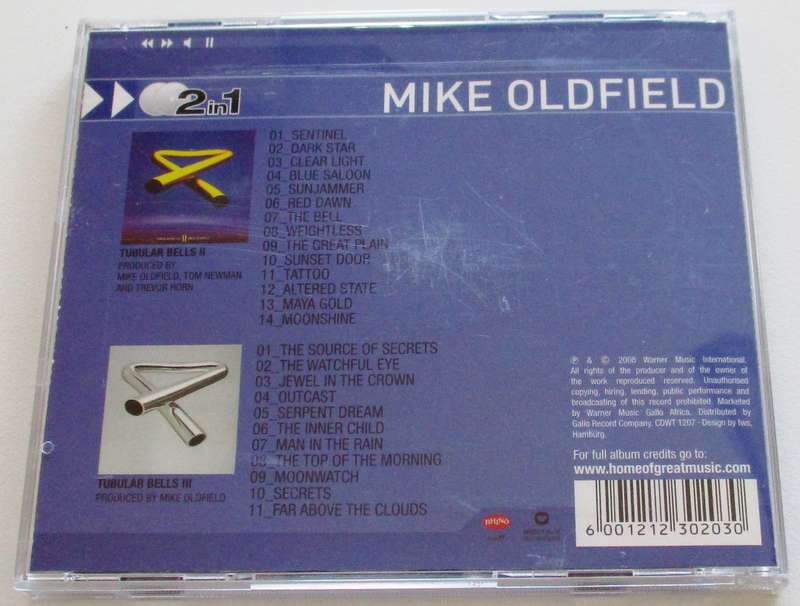 2in1
MIKE OLDFIELD
01_SENTINEL
02_DARK STAR
03_CLEAR LIGHT
04_BLUE SALOON
05_SUNJAMMER
06_RED DAWN
07_THE BELL
08_WEIGHTLESS
09_THE GREAT PLAIN
10_SUNSET DOOR
11_TATTOO
12_ALTERED STATE
13_MAYA GOLD
14_MOONSHINE
TUBULAR BELLS II
PRODUCED BY
MIKE OLDFIELD, TOM NEWMAN
AND TREVOR HORN
01_THE SOURCE OF SECRETS
02_THE WATCHFUL EYE
03_JEWEL IN THE CROWN
04_OUTCAST
05_SERPENT DREAM
06_THE INNER CHILD
07_MAN IN THE RAIN
08_THE TOP OF THE MORNING
09_MOONWATCH
10_SECRETS
11_FAR ABOVE THE CLOUDS
TUBULAR BELLS III
PRODUCED BY MIKE OLDFIELD
℗ & © 2008 Warner Music International.
All rights of the producer and of the owner of
the work reproduced reserved. Unauthorised
copying, hiring, lending, public performance and
broadcasting of this record prohibited. Marketed
by Warner Music Gallo Africa. Distributed by
Gallo Record Company. CDWT 1207 · Design by fws,
Hamburg.
For full album credits go to:
www.homeofgreatmusic.com
RHINO
6 001212 302030